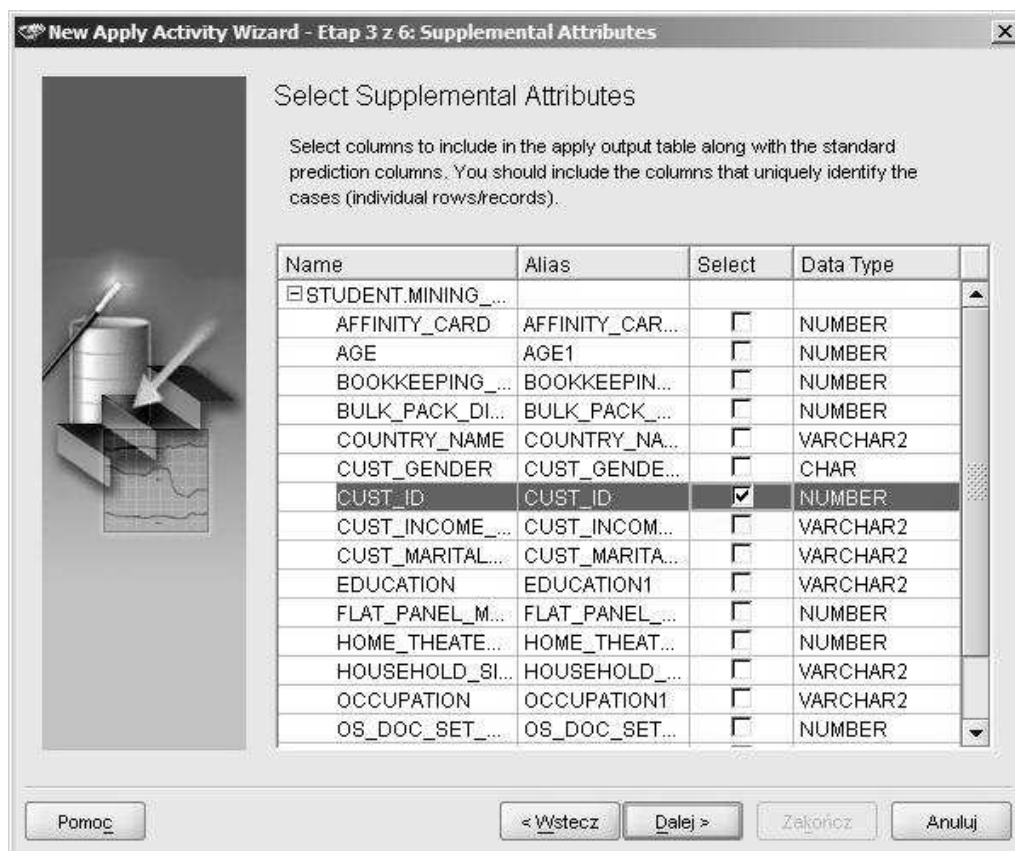 New Apply Activity Wizard - Etap 3 z 6: Supplemental Attributes
Select Supplemental Attributes
Select columns to include in the apply output table along with the standard
prediction columns. You should include the columns that uniquely identify the
cases (individual rows/records).
Name Alias Select Data Type
STUDENT.MINING_...
AFFINITY_CARD AFFINITY_CAR... NUMBER
AGE AGE1 NUMBER
BOOKKEEPING_... BOOKKEEPIN... NUMBER
BULK_PACK_DI... BULK_PACK_... NUMBER
COUNTRY_NAME COUNTRY_NA... VARCHAR2
CUST_GENDER CUST_GENDE... CHAR
CUST_ID CUST_ID NUMBER
CUST_INCOME_... CUST_INCOM... VARCHAR2
CUST_MARITAL... CUST_MARITA... VARCHAR2
EDUCATION EDUCATION1 VARCHAR2
FLAT_PANEL_M... FLAT_PANEL_... NUMBER
HOME_THEATE... HOME_THEAT... NUMBER
HOUSEHOLD_SI... HOUSEHOLD_... VARCHAR2
OCCUPATION OCCUPATION1 VARCHAR2
OS_DOC_SET_... OS_DOC_SET... NUMBER
Pomoc < Wstecz Dalej > Zakończ Anuluj